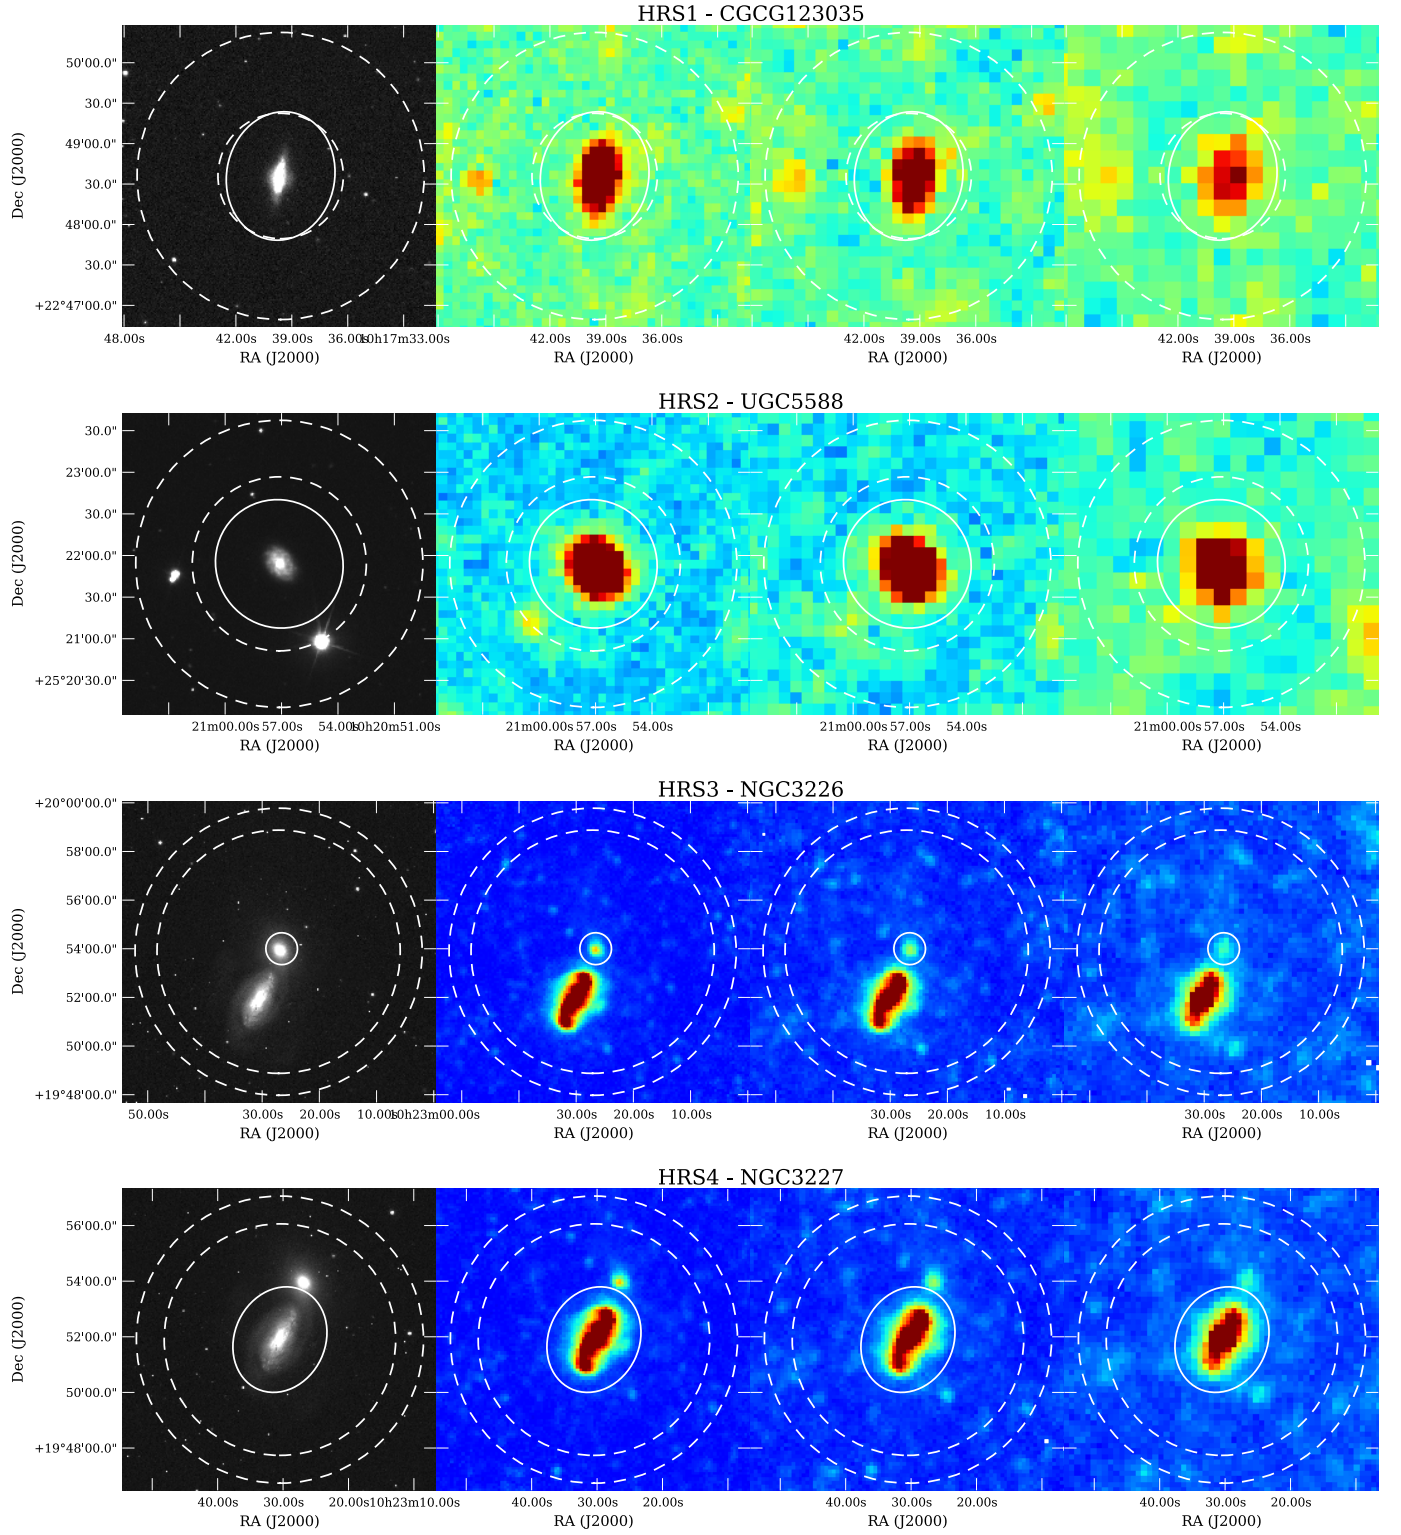 HRS1 - CGCG123035
Dec (J2000)
50'00.0"
30.0"
49'00.0"
30.0"
48'00.0"
30.0"
+22°47'00.0"
48.00s 42.00s 39.00s 36.00s 10h17m33.00s 42.00s 39.00s 36.00s 42.00s 39.00s 36.00s 42.00s 39.00s 36.00s
RA (J2000) RA (J2000) RA (J2000) RA (J2000)
HRS2 - UGC5588
Dec (J2000)
30.0"
23'00.0"
30.0"
22'00.0"
30.0"
21'00.0"
+25°20'30.0"
21m00.00s 57.00s 54.00s 10h20m51.00s 21m00.00s 57.00s 54.00s 21m00.00s 57.00s 54.00s 21m00.00s 57.00s 54.00s
RA (J2000) RA (J2000) RA (J2000) RA (J2000)
HRS3 - NGC3226
Dec (J2000)
+20°00'00.0"
58'00.0"
56'00.0"
54'00.0"
52'00.0"
50'00.0"
+19°48'00.0"
50.00s 30.00s 20.00s 10.00s 10h23m00.00s 30.00s 20.00s 10.00s 30.00s 20.00s 10.00s 30.00s 20.00s 10.00s
RA (J2000) RA (J2000) RA (J2000) RA (J2000)
HRS4 - NGC3227
Dec (J2000)
56'00.0"
54'00.0"
52'00.0"
50'00.0"
+19°48'00.0"
40.00s 30.00s 20.00s 10h23m10.00s 40.00s 30.00s 20.00s 40.00s 30.00s 20.00s 40.00s 30.00s 20.00s
RA (J2000) RA (J2000) RA (J2000) RA (J2000)